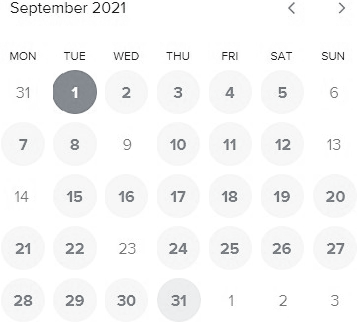 September 2021
MON TUE WED THU FRI SAT SUN
31 1 2 3 4 5 6
7 8 9 10 11 12 13
14 15 16 17 18 19 20
21 22 23 24 25 26 27
28 29 30 31 1 2 3